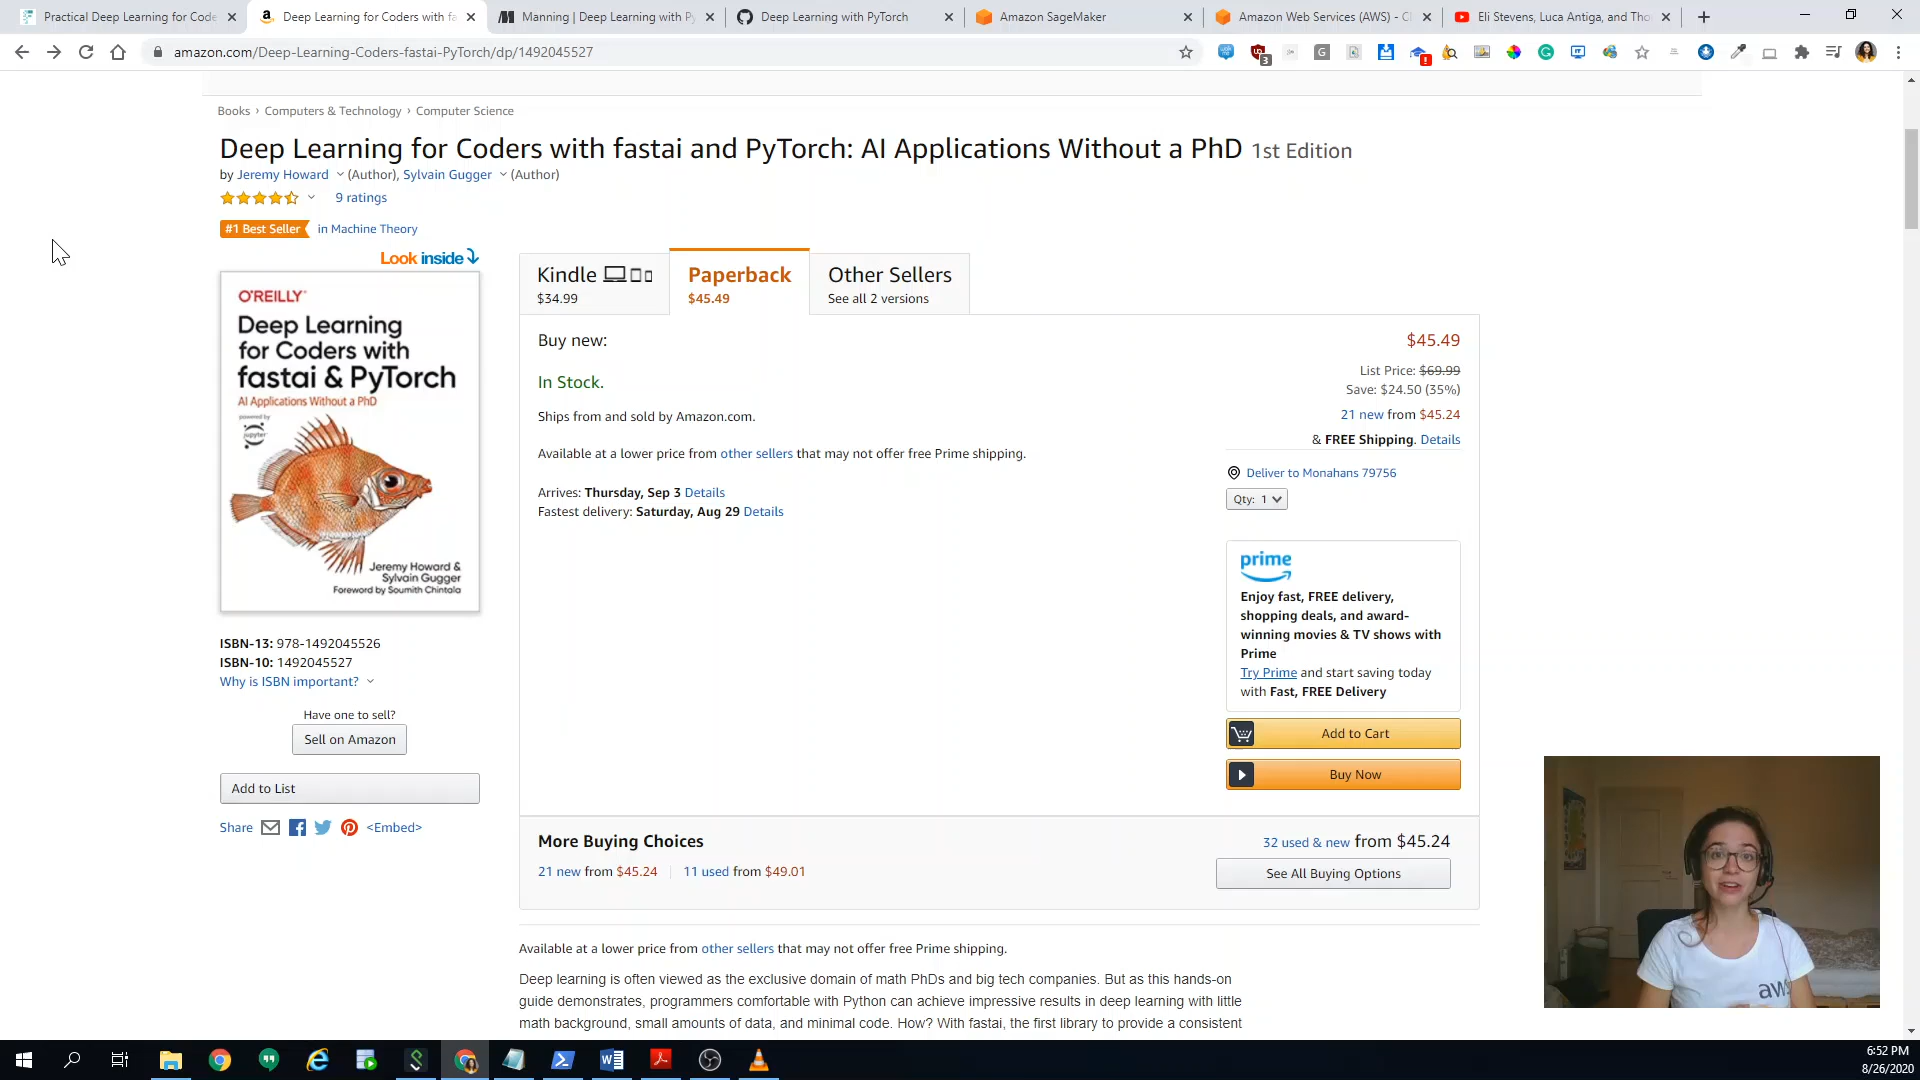 Practical Deep Learning for Code
Deep Learning for Coders with fa
Manning | Deep Learning with Py
Deep Learning with PyTorch
Amazon SageMaker
Amazon Web Services (AWS) - Cl
Eli Stevens, Luca Antiga, and Tho
amazon.com/Deep-Learning-Coders-fastai-PyTorch/dp/1492045527
Books › Computers & Technology › Computer Science
Deep Learning for Coders with fastai and PyTorch: AI Applications Without a PhD 1st Edition
by Jeremy Howard (Author), Sylvain Gugger (Author)
9 ratings
#1 Best Seller in Machine Theory
Look inside
O'REILLY®
Deep Learning
for Coders with
fastai & PyTorch
AI Applications Without a PhD
powered by
jupyter
Jeremy Howard &
Sylvain Gugger
Foreword by Soumith Chintala
ISBN-13: 978-1492045526
ISBN-10: 1492045527
Why is ISBN important?
Have one to sell?
Sell on Amazon
Add to List
Share <Embed>
Kindle
$34.99
Paperback
$45.49
Other Sellers
See all 2 versions
Buy new:
$45.49
In Stock.
List Price: $69.99
Save: $24.50 (35%)
Ships from and sold by Amazon.com.
21 new from $45.24
& FREE Shipping. Details
Available at a lower price from other sellers that may not offer free Prime shipping.
Deliver to Monahans 79756
Qty: 1
Arrives: Thursday, Sep 3 Details
Fastest delivery: Saturday, Aug 29 Details
prime
Enjoy fast, FREE delivery,
shopping deals, and award-
winning movies & TV shows with
Prime
Try Prime and start saving today
with Fast, FREE Delivery
Add to Cart
Buy Now
More Buying Choices
21 new from $45.24 | 11 used from $49.01
32 used & new from $45.24
See All Buying Options
Available at a lower price from other sellers that may not offer free Prime shipping.
Deep learning is often viewed as the exclusive domain of math PhDs and big tech companies. But as this hands-on
guide demonstrates, programmers comfortable with Python can achieve impressive results in deep learning with little
math background, small amounts of data, and minimal code. How? With fastai, the first library to provide a consistent
aws
6:52 PM
8/26/2020